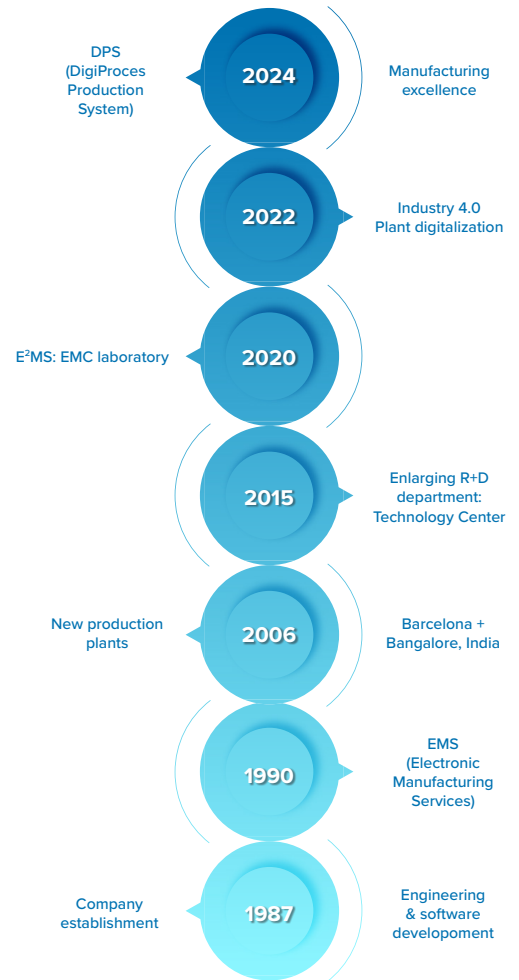 DPS
(DigiProces
Production
System)
2024
Manufacturing
excellence
2022
Industry 4.0
Plant digitalization
E²MS: EMC laboratory
2020
2015
Enlarging R+D
department:
Technology Center
New production
plants
2006
Barcelona +
Bangalore, India
1990
EMS
(Electronic
Manufacturing
Services)
Company
establishment
1987
Engineering
& software
developoment